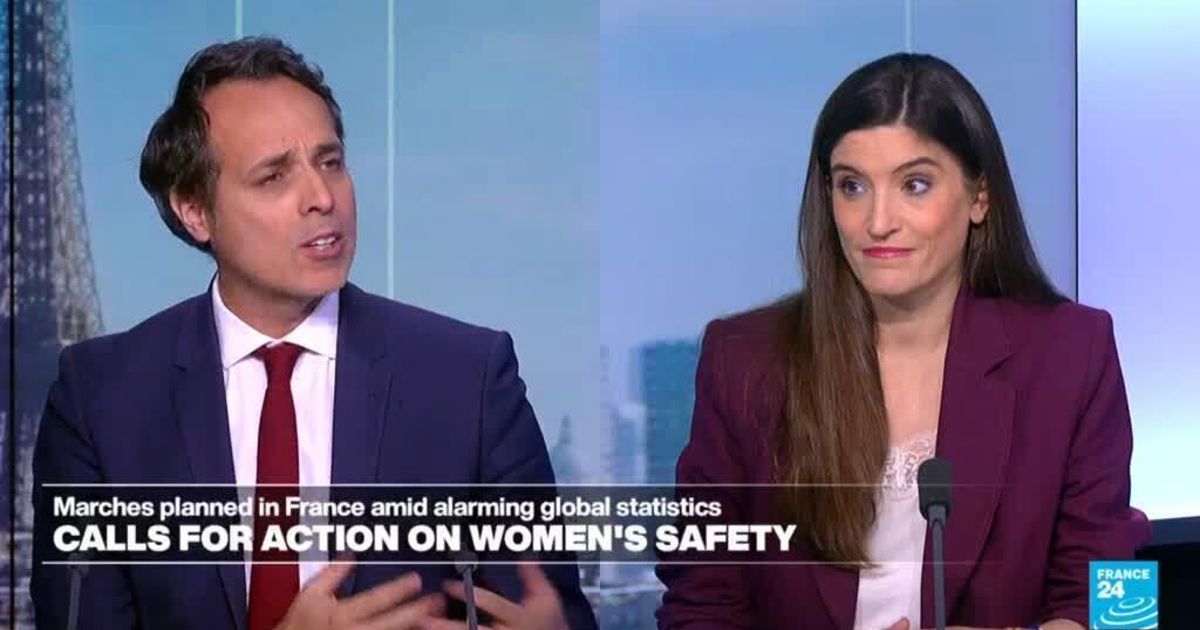 Marches planned in France amid alarming global statistics
CALLS FOR ACTION ON WOMEN'S SAFETY
FRANCE
24